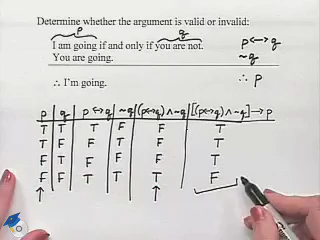 Determine whether the argument is valid or invalid:
p q
I am going if and only if you are not. p ⟷ q
You are going. ~q
∴ I'm going. ∴ p
p q p ↔ q ~q (p↔q)∧~q [(p↔q)∧~q]→p
T T T F F T
T F F T F T
F T F F F T
F F T T T F